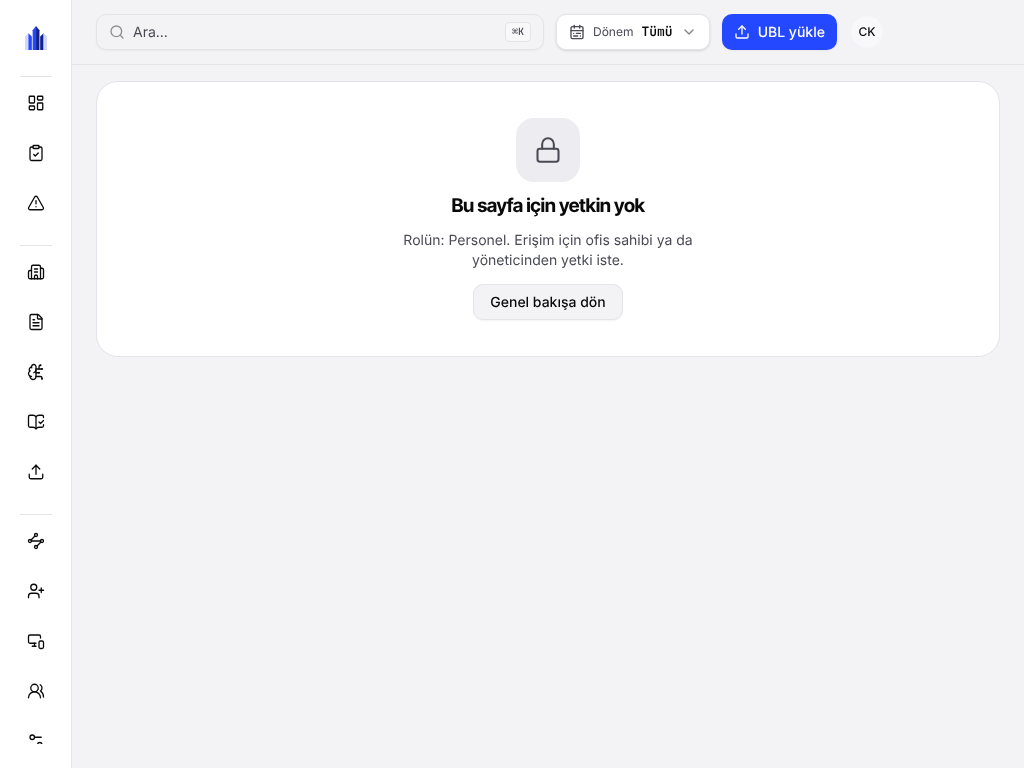 Ara...
⌘K
Dönem Tümü
UBL yükle
CK
Bu sayfa için yetkin yok
Rolün: Personel. Erişim için ofis sahibi ya da
yöneticinden yetki iste.
Genel bakışa dön